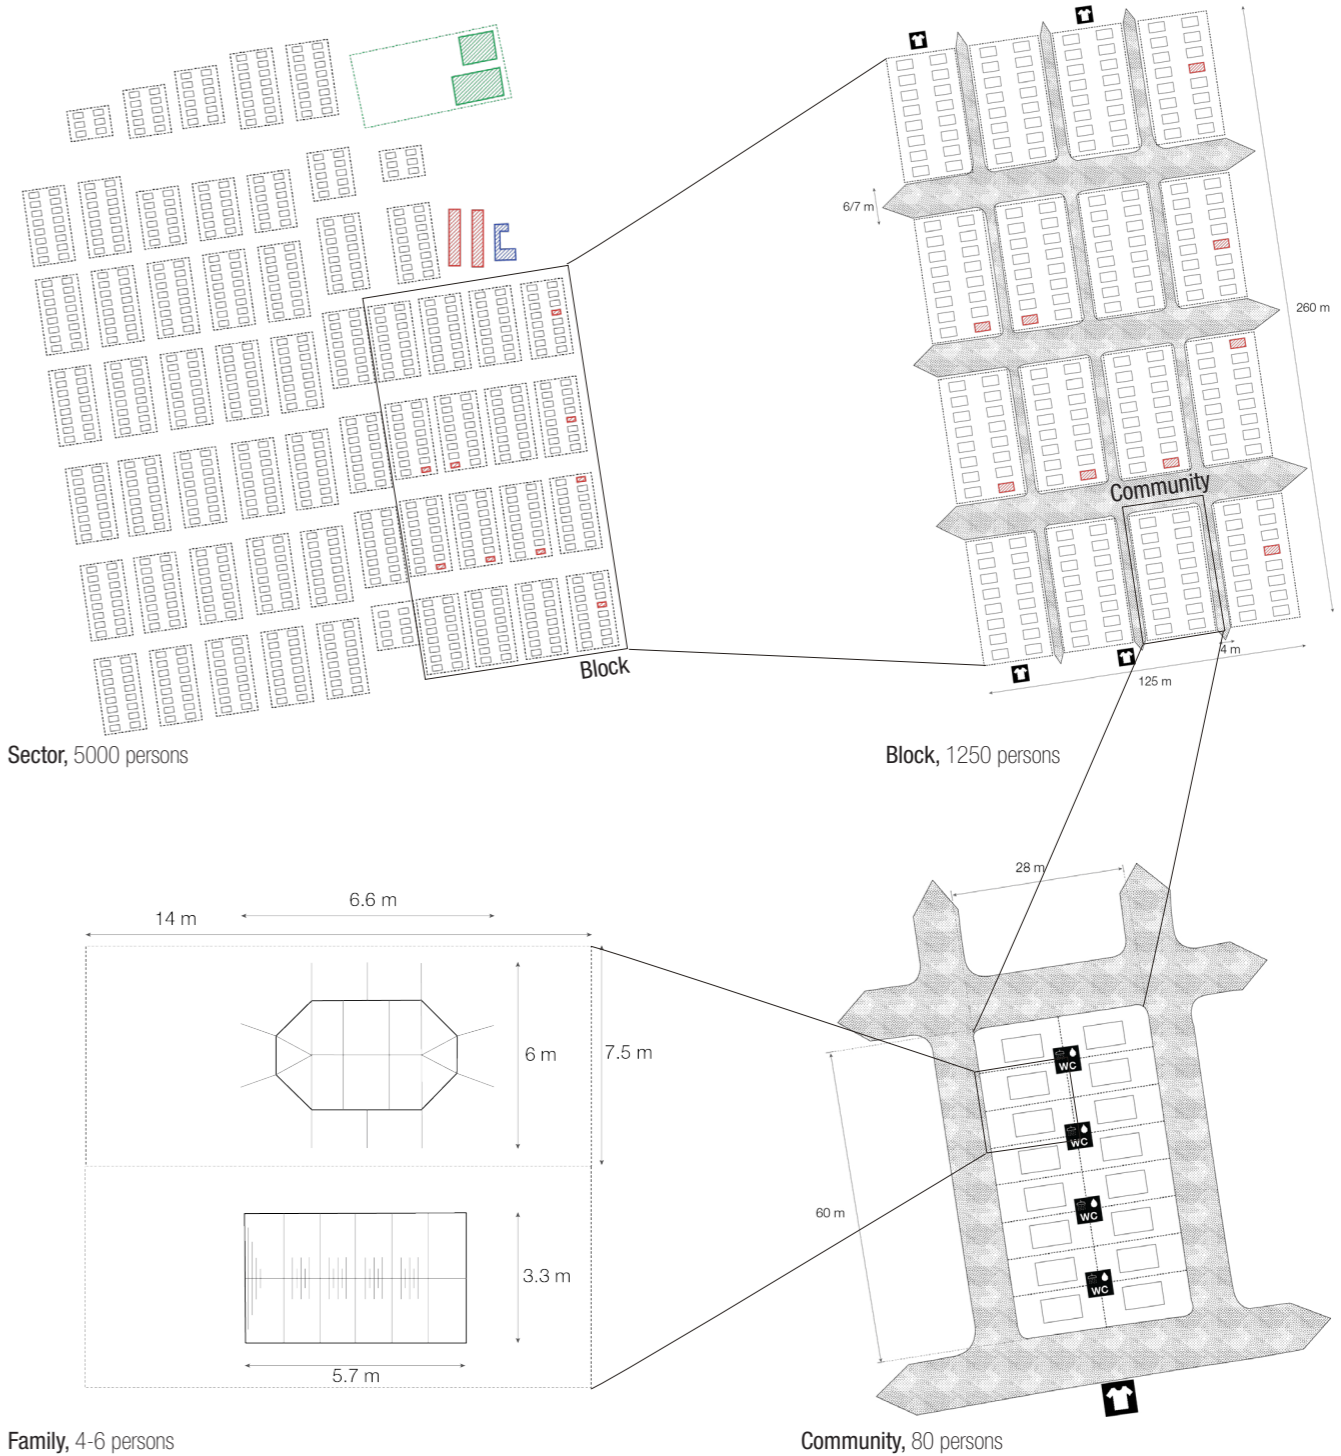 6/7 m
260 m
Community
4 m
125 m
Block
Sector, 5000 persons
Block, 1250 persons
28 m
6.6 m
14 m
6 m
7.5 m
WC
WC
60 m
WC
3.3 m
WC
5.7 m
Family, 4-6 persons
Community, 80 persons